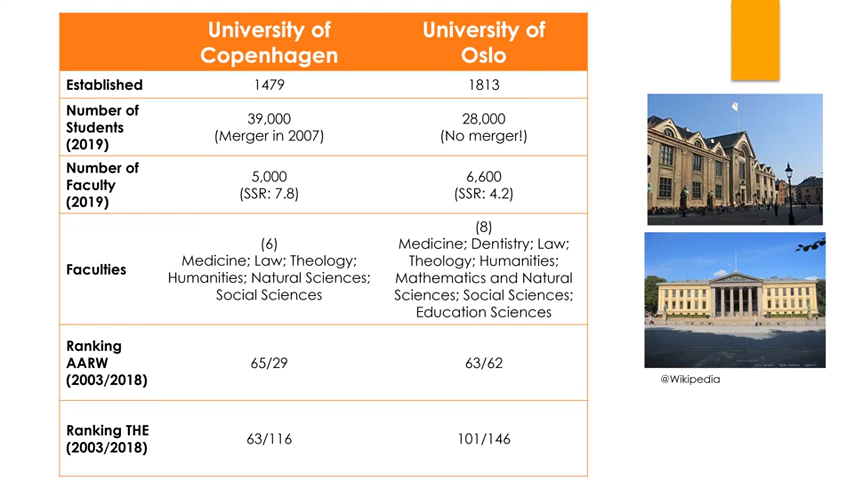 University of
Copenhagen
University of
Oslo
Established
1479
1813
Number of
Students
(2019)
39,000
(Merger in 2007)
28,000
(No merger!)
Number of
Faculty
(2019)
5,000
(SSR: 7.8)
6,600
(SSR: 4.2)
Faculties
(6)
Medicine; Law; Theology;
Humanities; Natural Sciences;
Social Sciences
(8)
Medicine; Dentistry; Law;
Theology; Humanities;
Mathematics and Natural
Sciences; Social Sciences;
Education Sciences
Ranking
AARW
(2003/2018)
65/29
63/62
Ranking THE
(2003/2018)
63/116
101/146
@Wikipedia